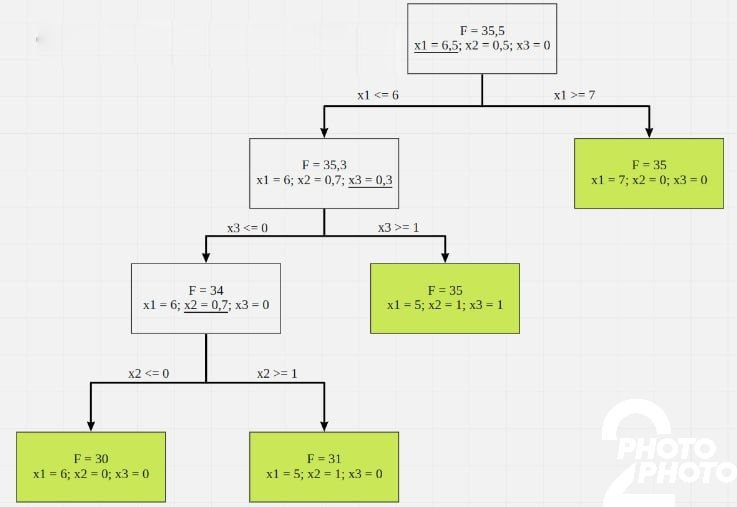 F = 35,5
x1 = 6,5; x2 = 0,5; x3 = 0
x1 <= 6
x1 >= 7
F = 35,3
x1 = 6; x2 = 0,7; x3 = 0,3
F = 35
x1 = 7; x2 = 0; x3 = 0
x3 <= 0
x3 >= 1
F = 34
x1 = 6; x2 = 0,7; x3 = 0
F = 35
x1 = 5; x2 = 1; x3 = 1
x2 <= 0
x2 >= 1
F = 30
x1 = 6; x2 = 0; x3 = 0
F = 31
x1 = 5; x2 = 1; x3 = 0
2
PHOTO
PHOTO